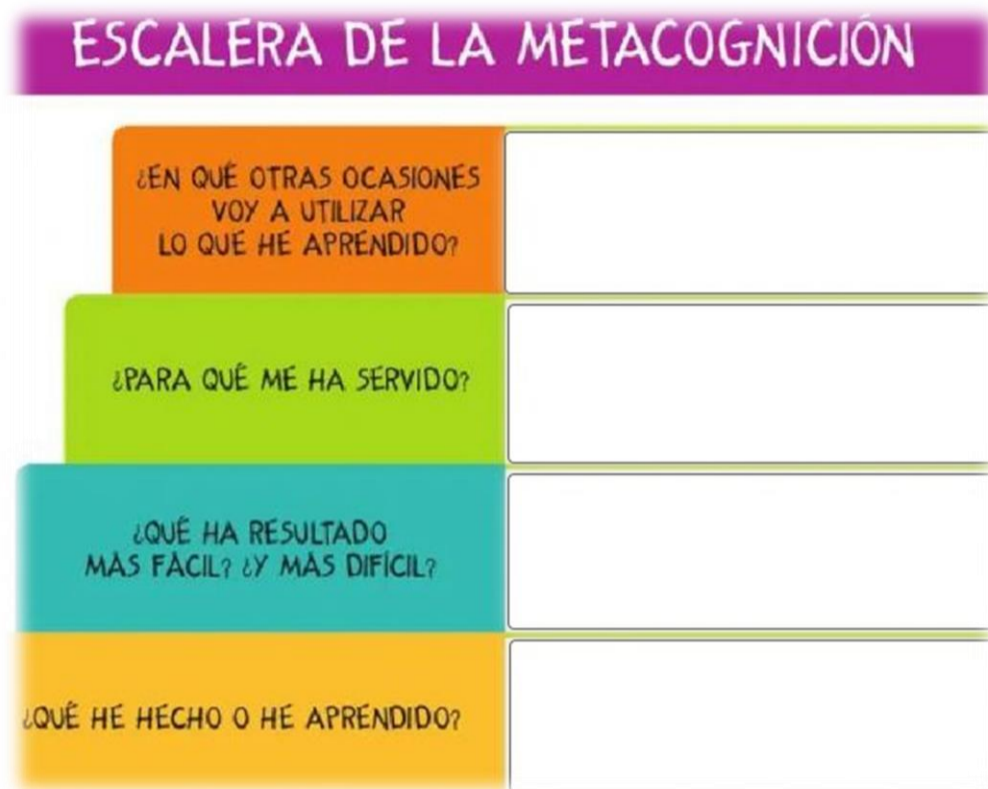 ESCALERA DE LA METACOGNICIÓN
¿EN QUÉ OTRAS OCASIONES
VOY A UTILIZAR
LO QUE HE APRENDIDO?
¿PARA QUÉ ME HA SERVIDO?
¿QUÉ HA RESULTADO
MÁS FÁCIL? ¿Y MÁS DIFÍCIL?
¿QUÉ HE HECHO O HE APRENDIDO?